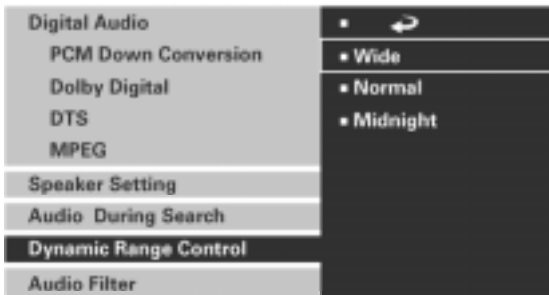 Digital Audio
PCM Down Conversion
Dolby Digital
DTS
MPEG
Speaker Setting
Audio During Search
Dynamic Range Control
Audio Filter
Wide
Normal
Midnight